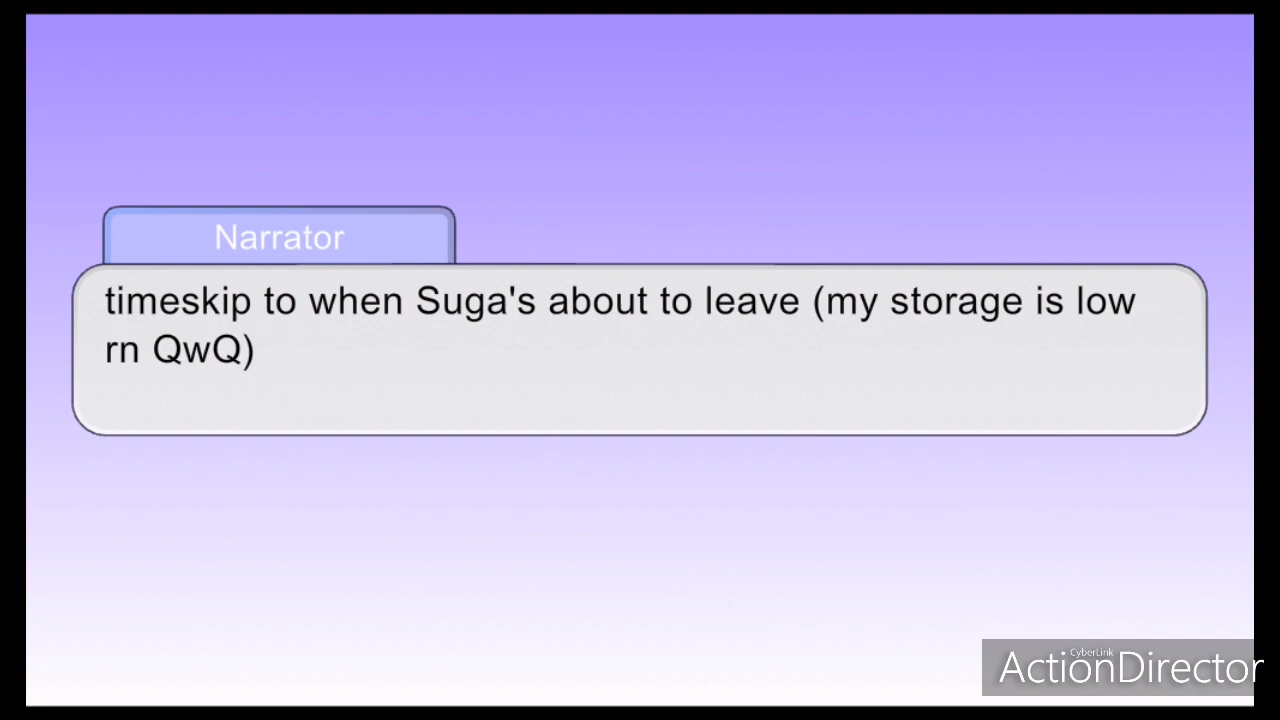 Narrator
timeskip to when Suga's about to leave (my storage is low
rn QwQ)
CyberLink
ActionDirector